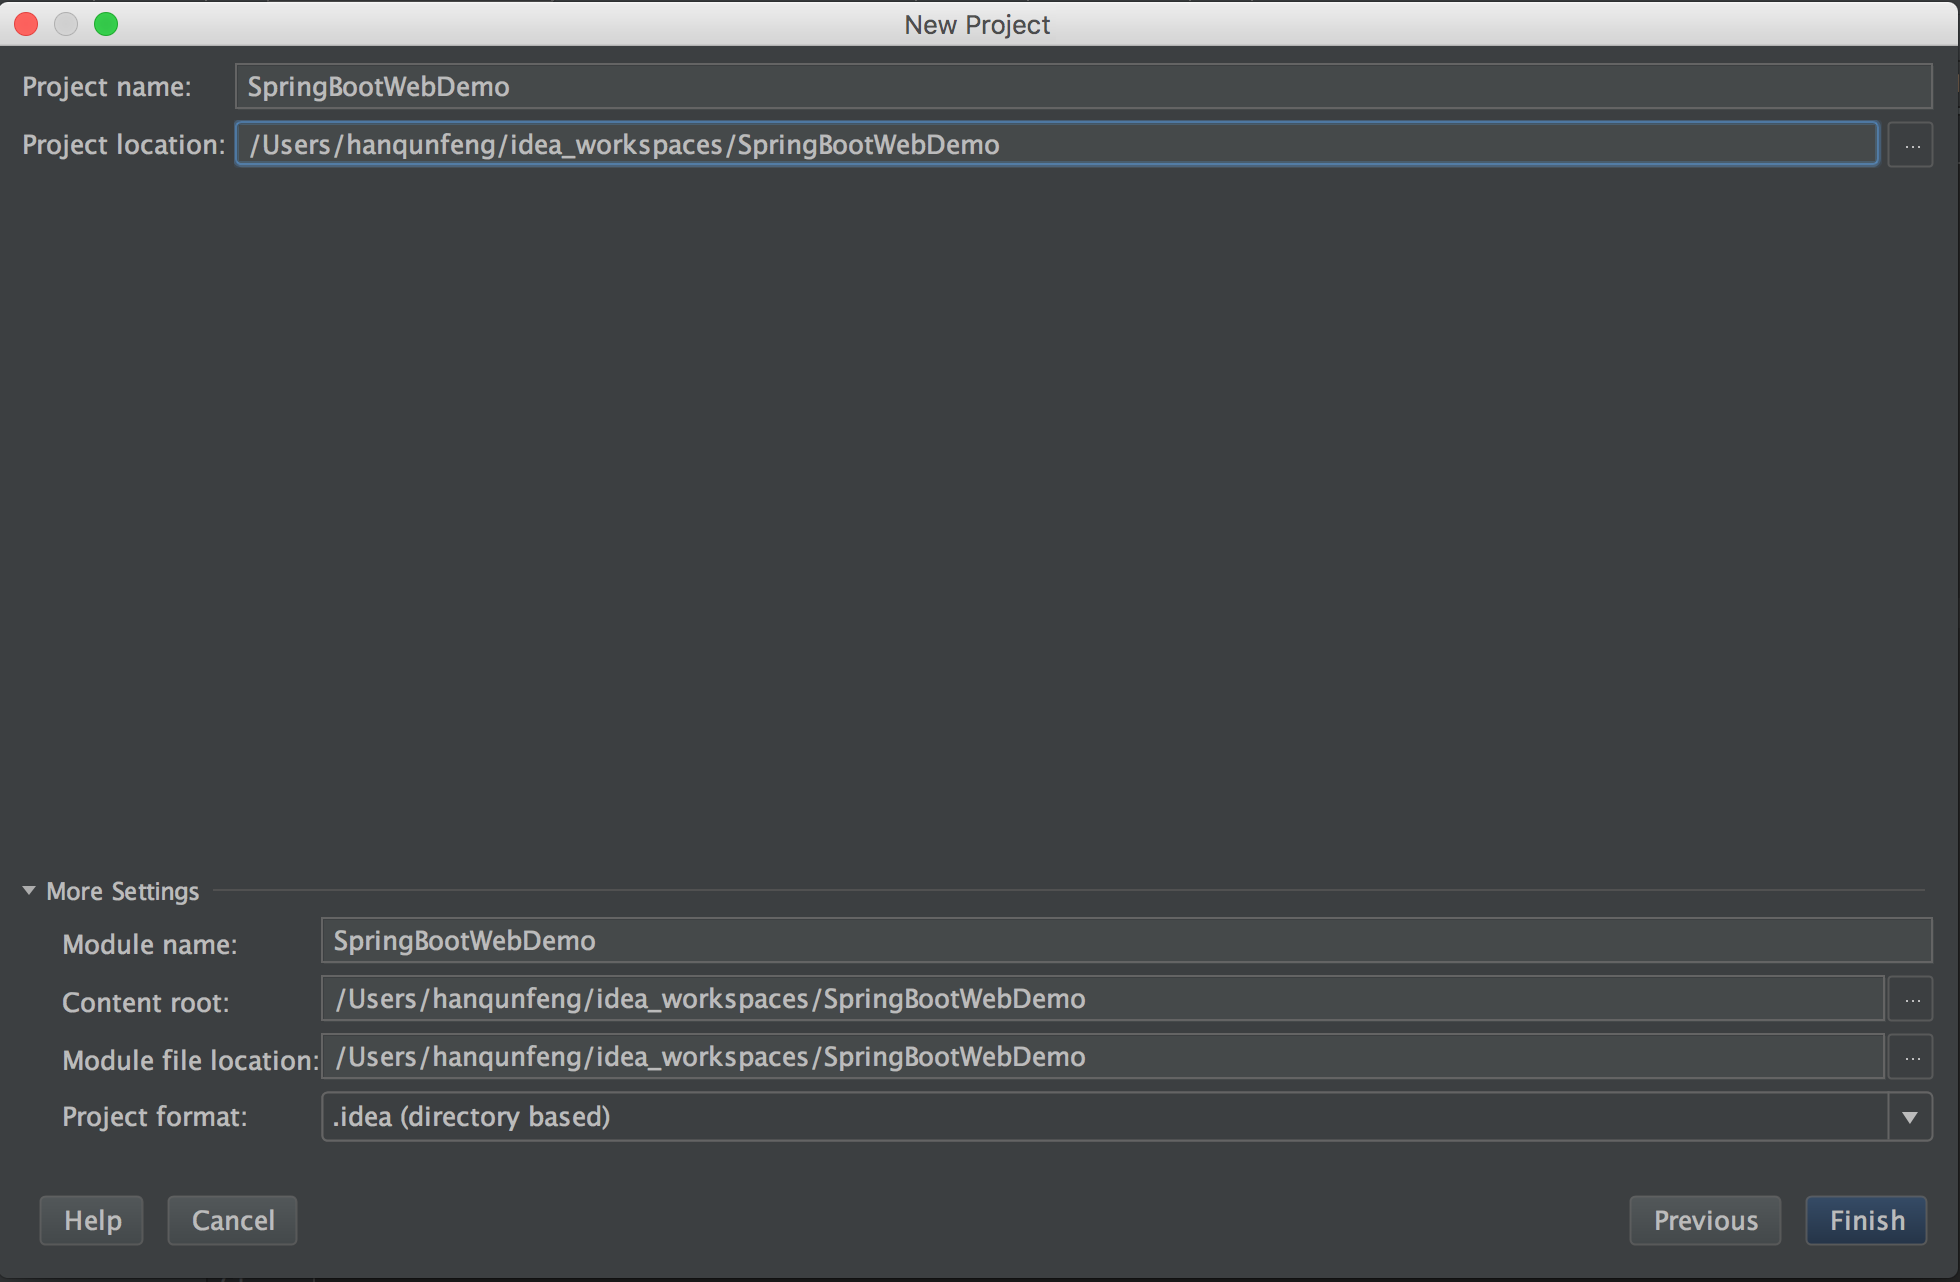 New Project
Project name: SpringBootWebDemo
Project location: /Users/hanqunfeng/idea_workspaces/SpringBootWebDemo ...
More Settings
Module name: SpringBootWebDemo
Content root: /Users/hanqunfeng/idea_workspaces/SpringBootWebDemo ...
Module file location: /Users/hanqunfeng/idea_workspaces/SpringBootWebDemo ...
Project format: .idea (directory based)
Help Cancel Previous Finish